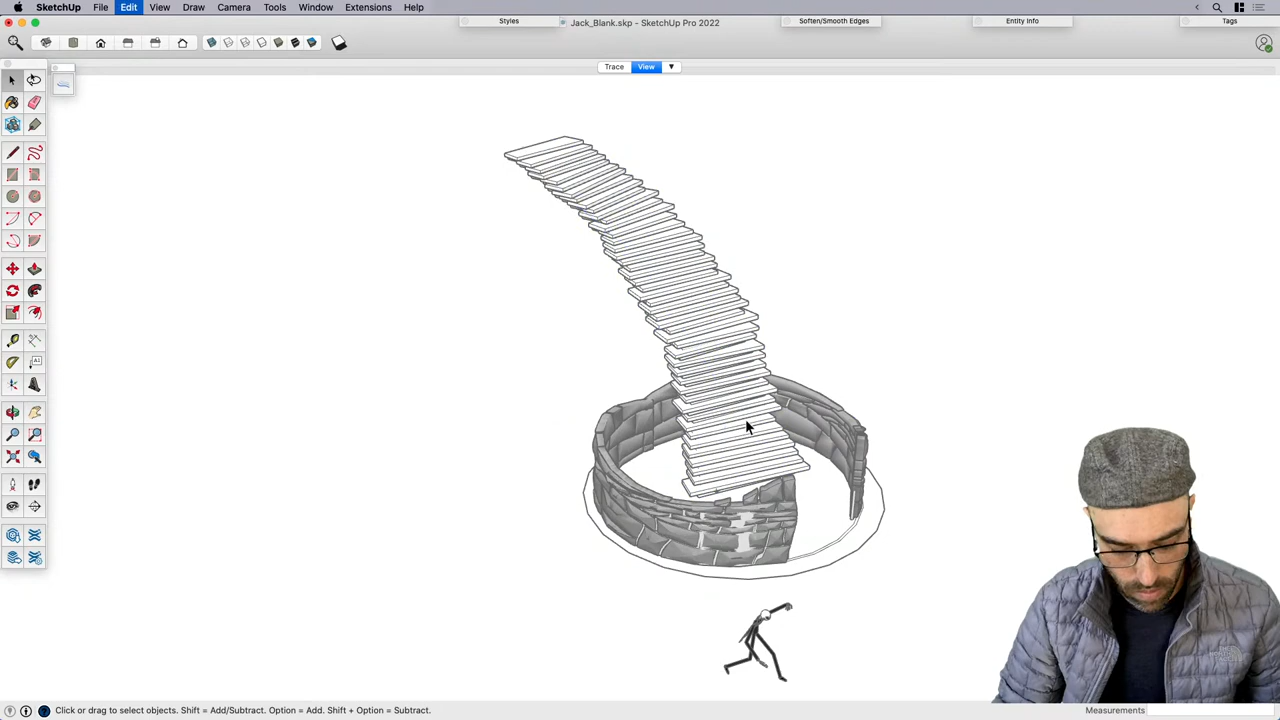 SketchUp File Edit View Draw Camera Tools Window Extensions Help
Styles
Jack_Blank.skp - SketchUp Pro 2022
Soften/Smooth Edges
Entity Info
Tags
Trace View
A1
Click or drag to select objects. Shift = Add/Subtract. Option = Add. Shift + Option = Subtract.
Measurements